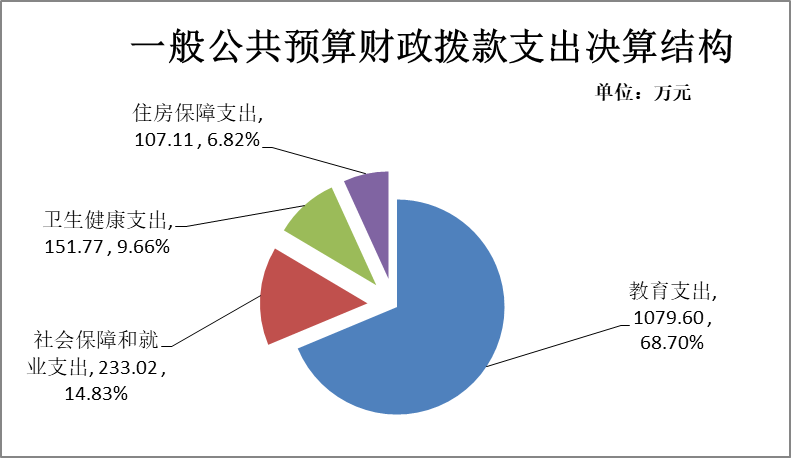 一般公共预算财政拨款支出决算结构
单位：万元
住房保障支出,
107.11 , 6.82%
卫生健康支出,
151.77 , 9.66%
社会保障和就
业支出, 233.02 ,
14.83%
教育支出,
1079.60 ,
68.70%